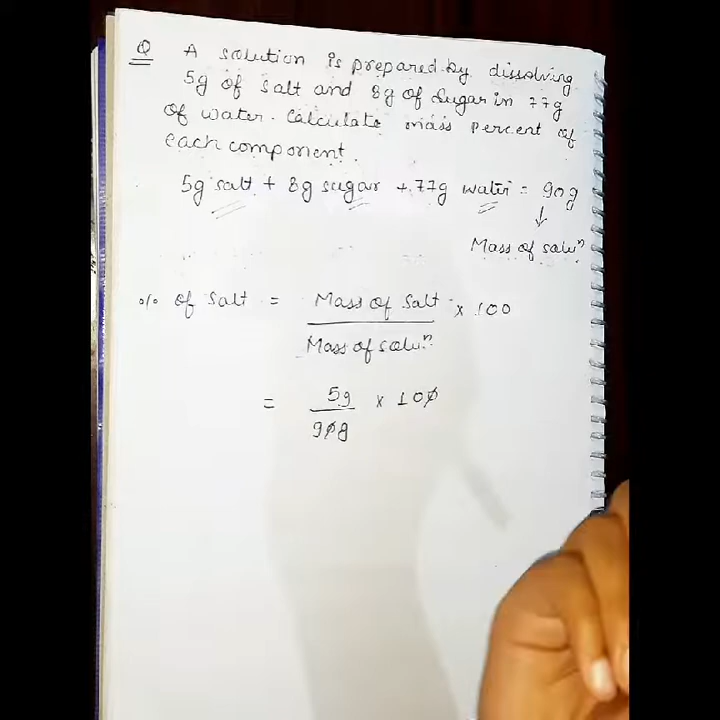 Q A solution is prepared by dissolving
5g of salt and 8g of Sugar in 77g
of water. Calculate mass percent of
each component.
5g salt + 8g sugar + 77g water = 90g
↓
Mass of saluⁿ
% of salt = Mass of Salt × 100
Mass of saluⁿ
= 5g × 100
90g